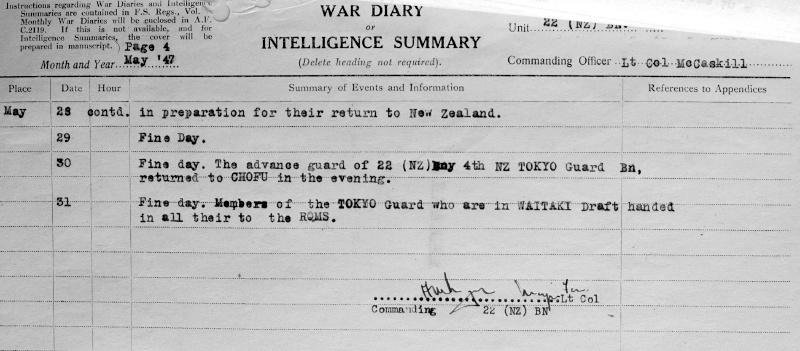 Instructions regarding War Diaries and Intelligence
Summaries are contained in F.S. Regs., Vol.
Monthly War Diaries will be enclosed in A.F.
C.2119. If this is not available, and for
Intelligence Summaries, the cover will be
prepared in manuscript.
Page 4
Month and Year May '47
WAR DIARY
or
INTELLIGENCE SUMMARY
(Delete heading not required).
Unit 22 (NZ) BN.
Commanding Officer Lt Col McCaskill
Place Date Hour Summary of Events and Information References to Appendices
May 28 contd. in preparation for their return to New Zealand.
29 Fine Day.
30 Fine day. The advance guard of 22 (NZ) 4th NZ TOKYO Guard Bn,
returned to CHOFU in the evening.
31 Fine day. Members of the TOKYO Guard who are in WAITAKI Draft handed
in all their to the RQMS.
Lt Col
Commanding 22 (NZ) BN